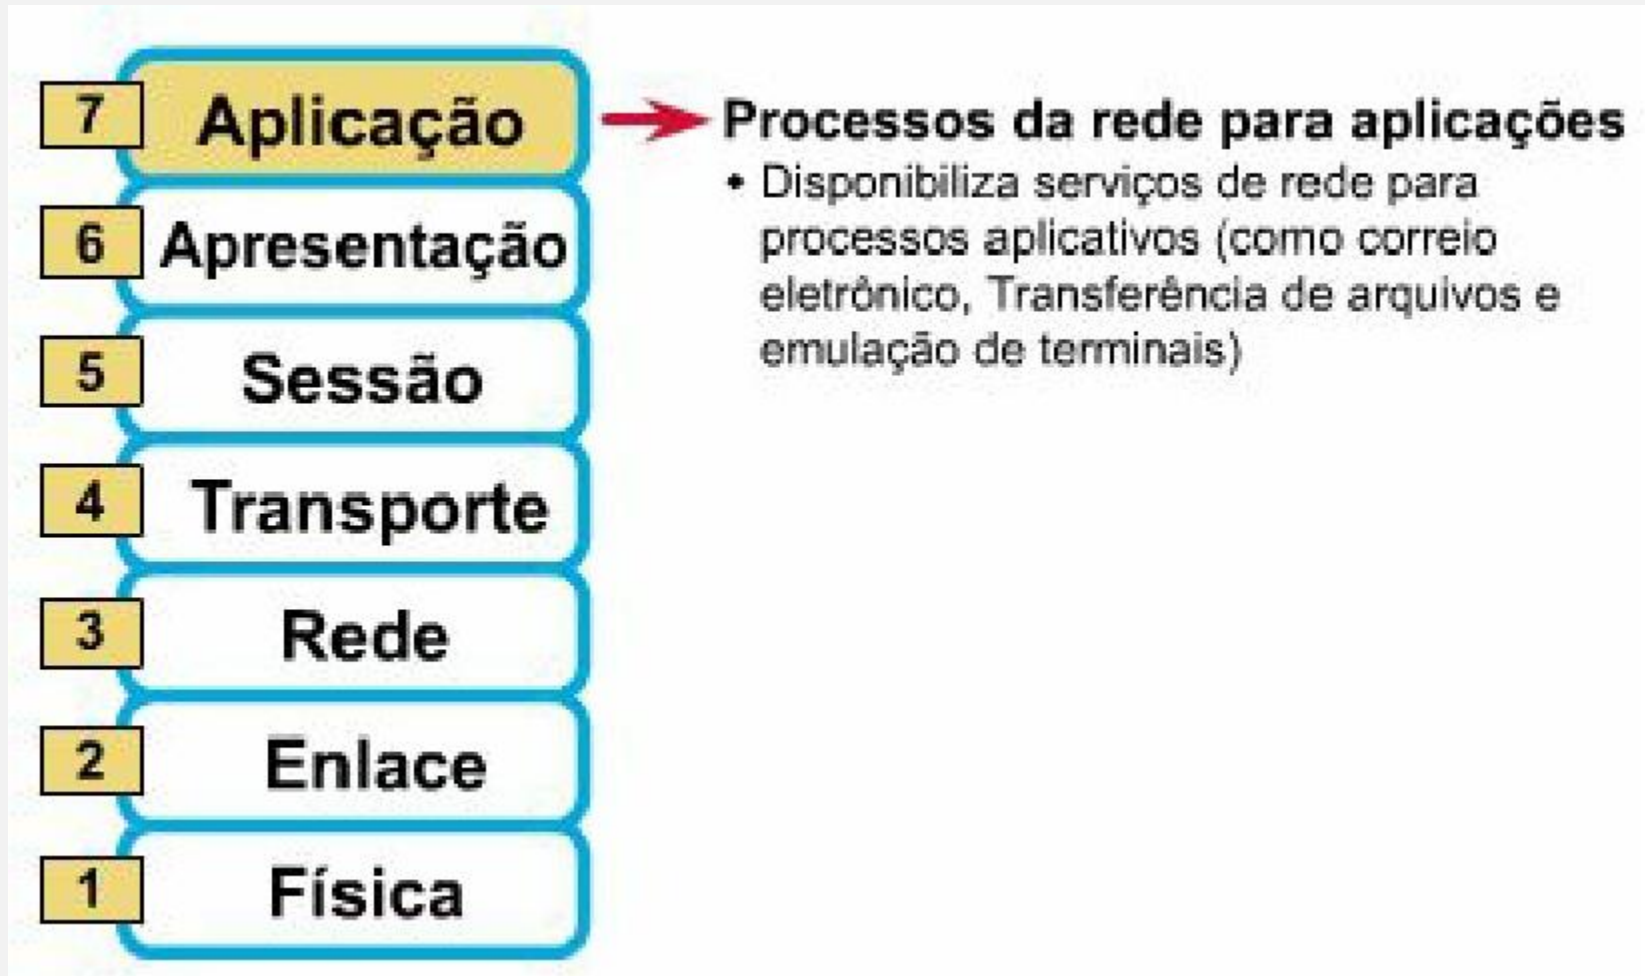 7 Aplicação
Processos da rede para aplicações
• Disponibiliza serviços de rede para
processos aplicativos (como correio
eletrônico, Transferência de arquivos e
emulação de terminais)
6 Apresentação
5 Sessão
4 Transporte
3 Rede
2 Enlace
1 Física